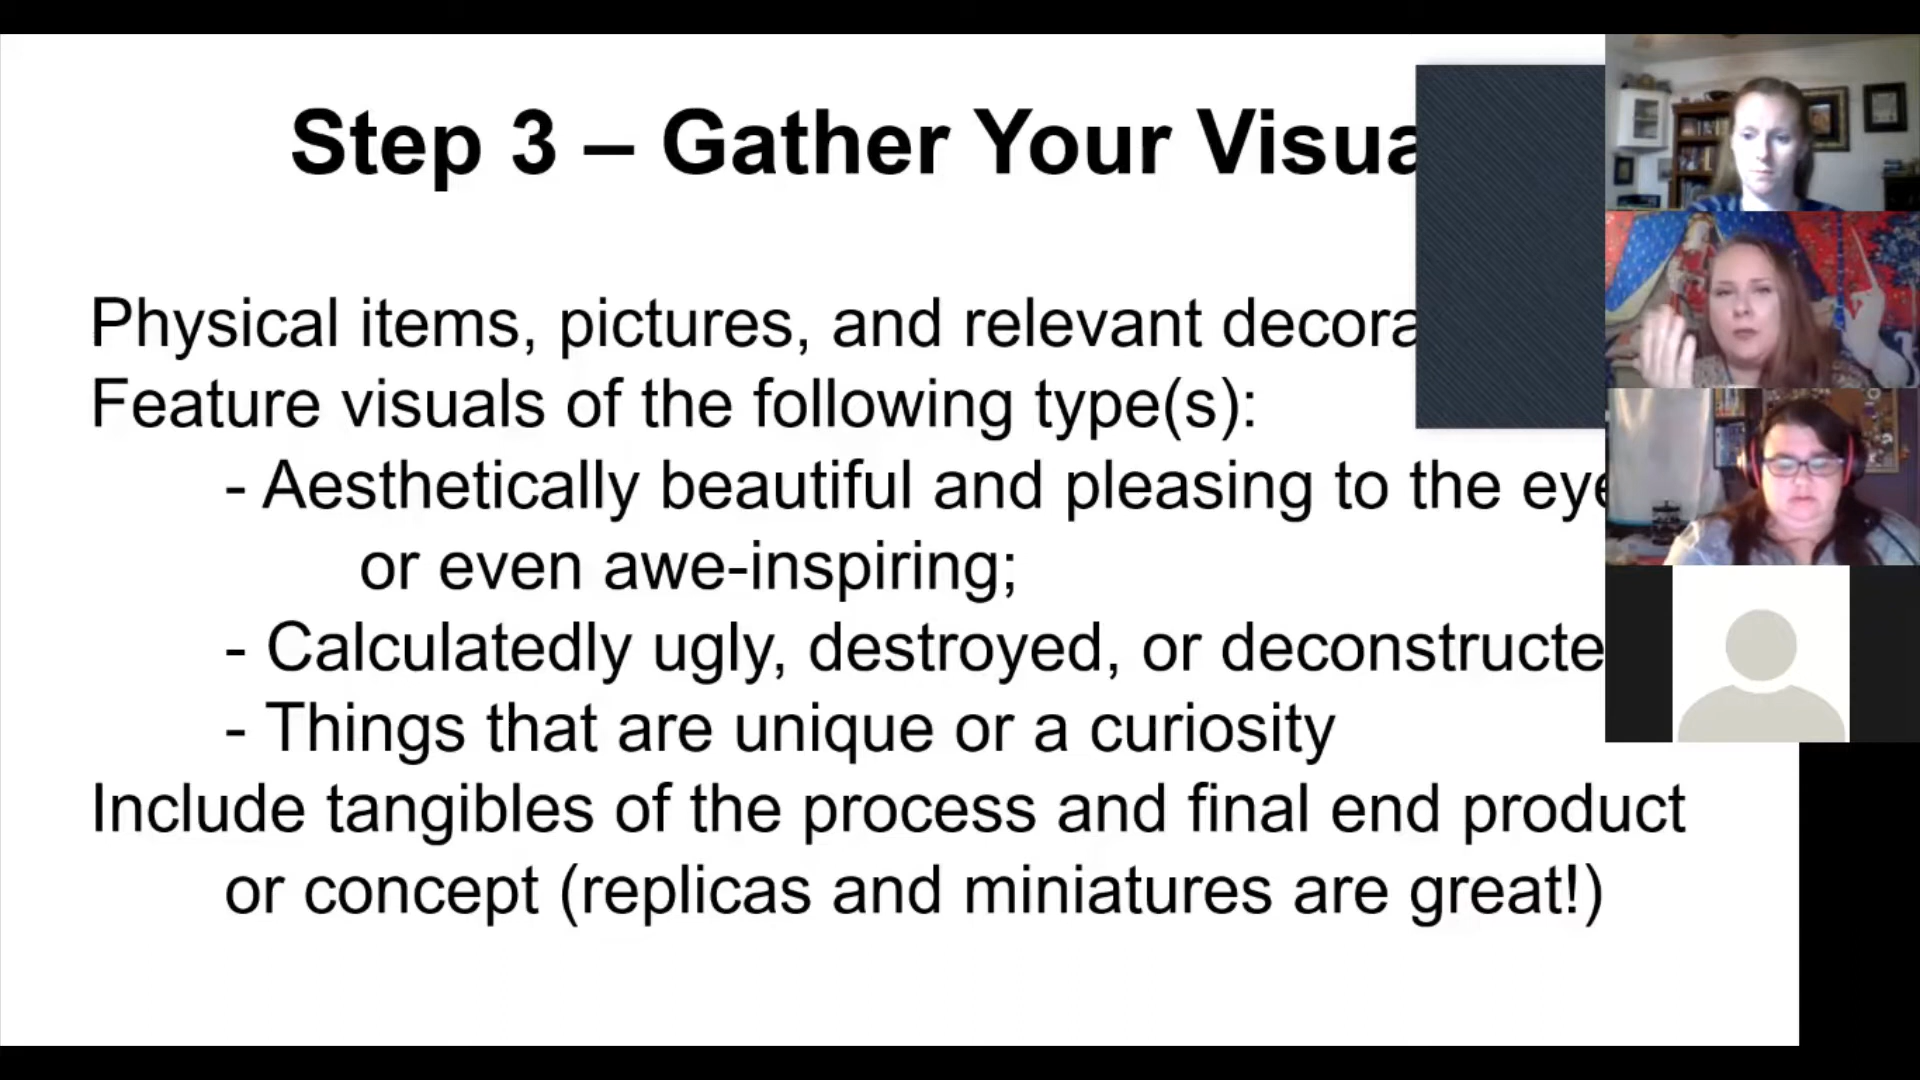 Step 3 – Gather Your Visua
Physical items, pictures, and relevant decora
Feature visuals of the following type(s):
- Aesthetically beautiful and pleasing to the eye
or even awe-inspiring;
- Calculatedly ugly, destroyed, or deconstructe
- Things that are unique or a curiosity
Include tangibles of the process and final end product
or concept (replicas and miniatures are great!)